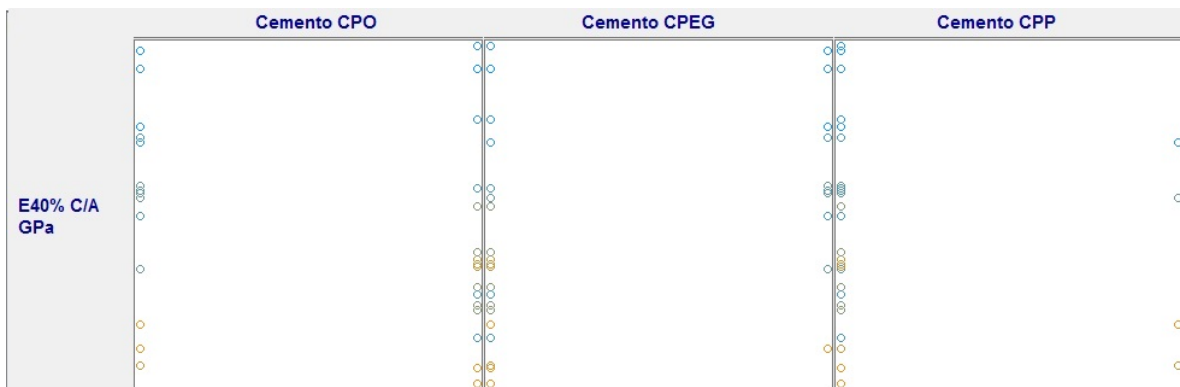 Cemento CPO
Cemento CPEG
Cemento CPP
E40% C/A
GPa